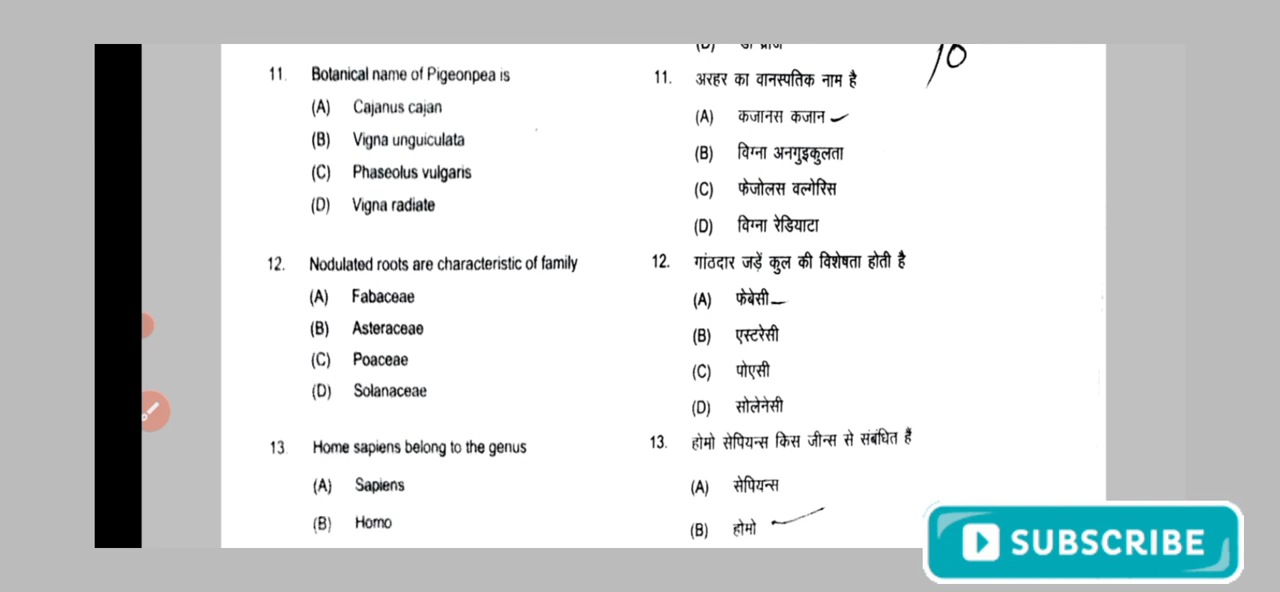 11. Botanical name of Pigeonpea is
(A) Cajanus cajan
(B) Vigna unguiculata
(C) Phaseolus vulgaris
(D) Vigna radiate
12. Nodulated roots are characteristic of family
(A) Fabaceae
(B) Asteraceae
(C) Poaceae
(D) Solanaceae
13. Home sapiens belong to the genus
(A) Sapiens
(B) Homo
10
11. अरहर का वानस्पतिक नाम है
(A) कजानस कजान
(B) विग्ना अनगुइकुलता
(C) फेजोलस वल्गेरिस
(D) विग्ना रेडियाटा
12. गांठदार जड़ें कुल की विशेषता होती है
(A) फेबेसी
(B) एस्टरेसी
(C) पोएसी
(D) सोलेनेसी
13. होमो सेपियन्स किस जीन्स से संबंधित हैं
(A) सेपियन्स
(B) होमो
SUBSCRIBE